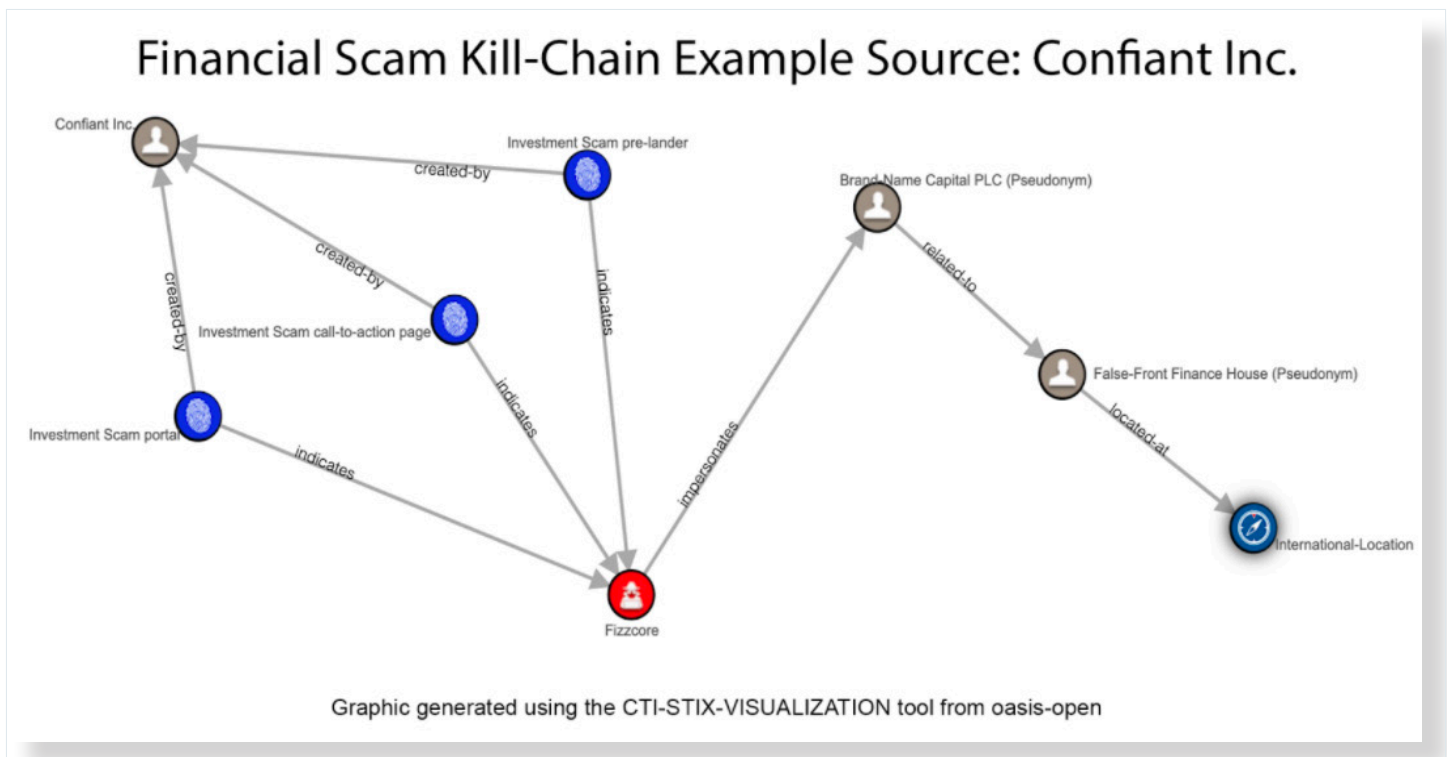 Financial Scam Kill-Chain Example Source: Confiant Inc.
Confiant Inc.
Investment Scam pre-lander
created-by
Brand-Name Capital PLC (Pseudonym)
created-by
related-to
created-by
indicates
Investment Scam call-to-action page
False-Front Finance House (Pseudonym)
indicates
located-at
Investment Scam portal
indicates
impersonates
International-Location
Fizzcore
Graphic generated using the CTI-STIX-VISUALIZATION tool from oasis-open